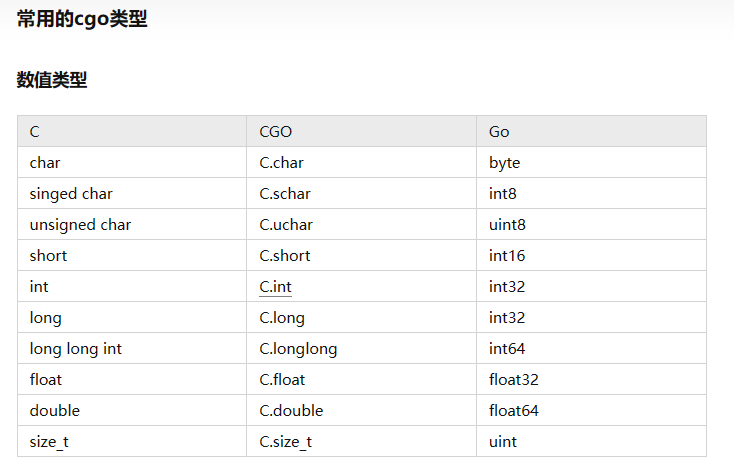 常用的cgo类型
数值类型
C CGO Go
char C.char byte
singed char C.schar int8
unsigned char C.uchar uint8
short C.short int16
int C.int int32
long C.long int32
long long int C.longlong int64
float C.float float32
double C.double float64
size_t C.size_t uint